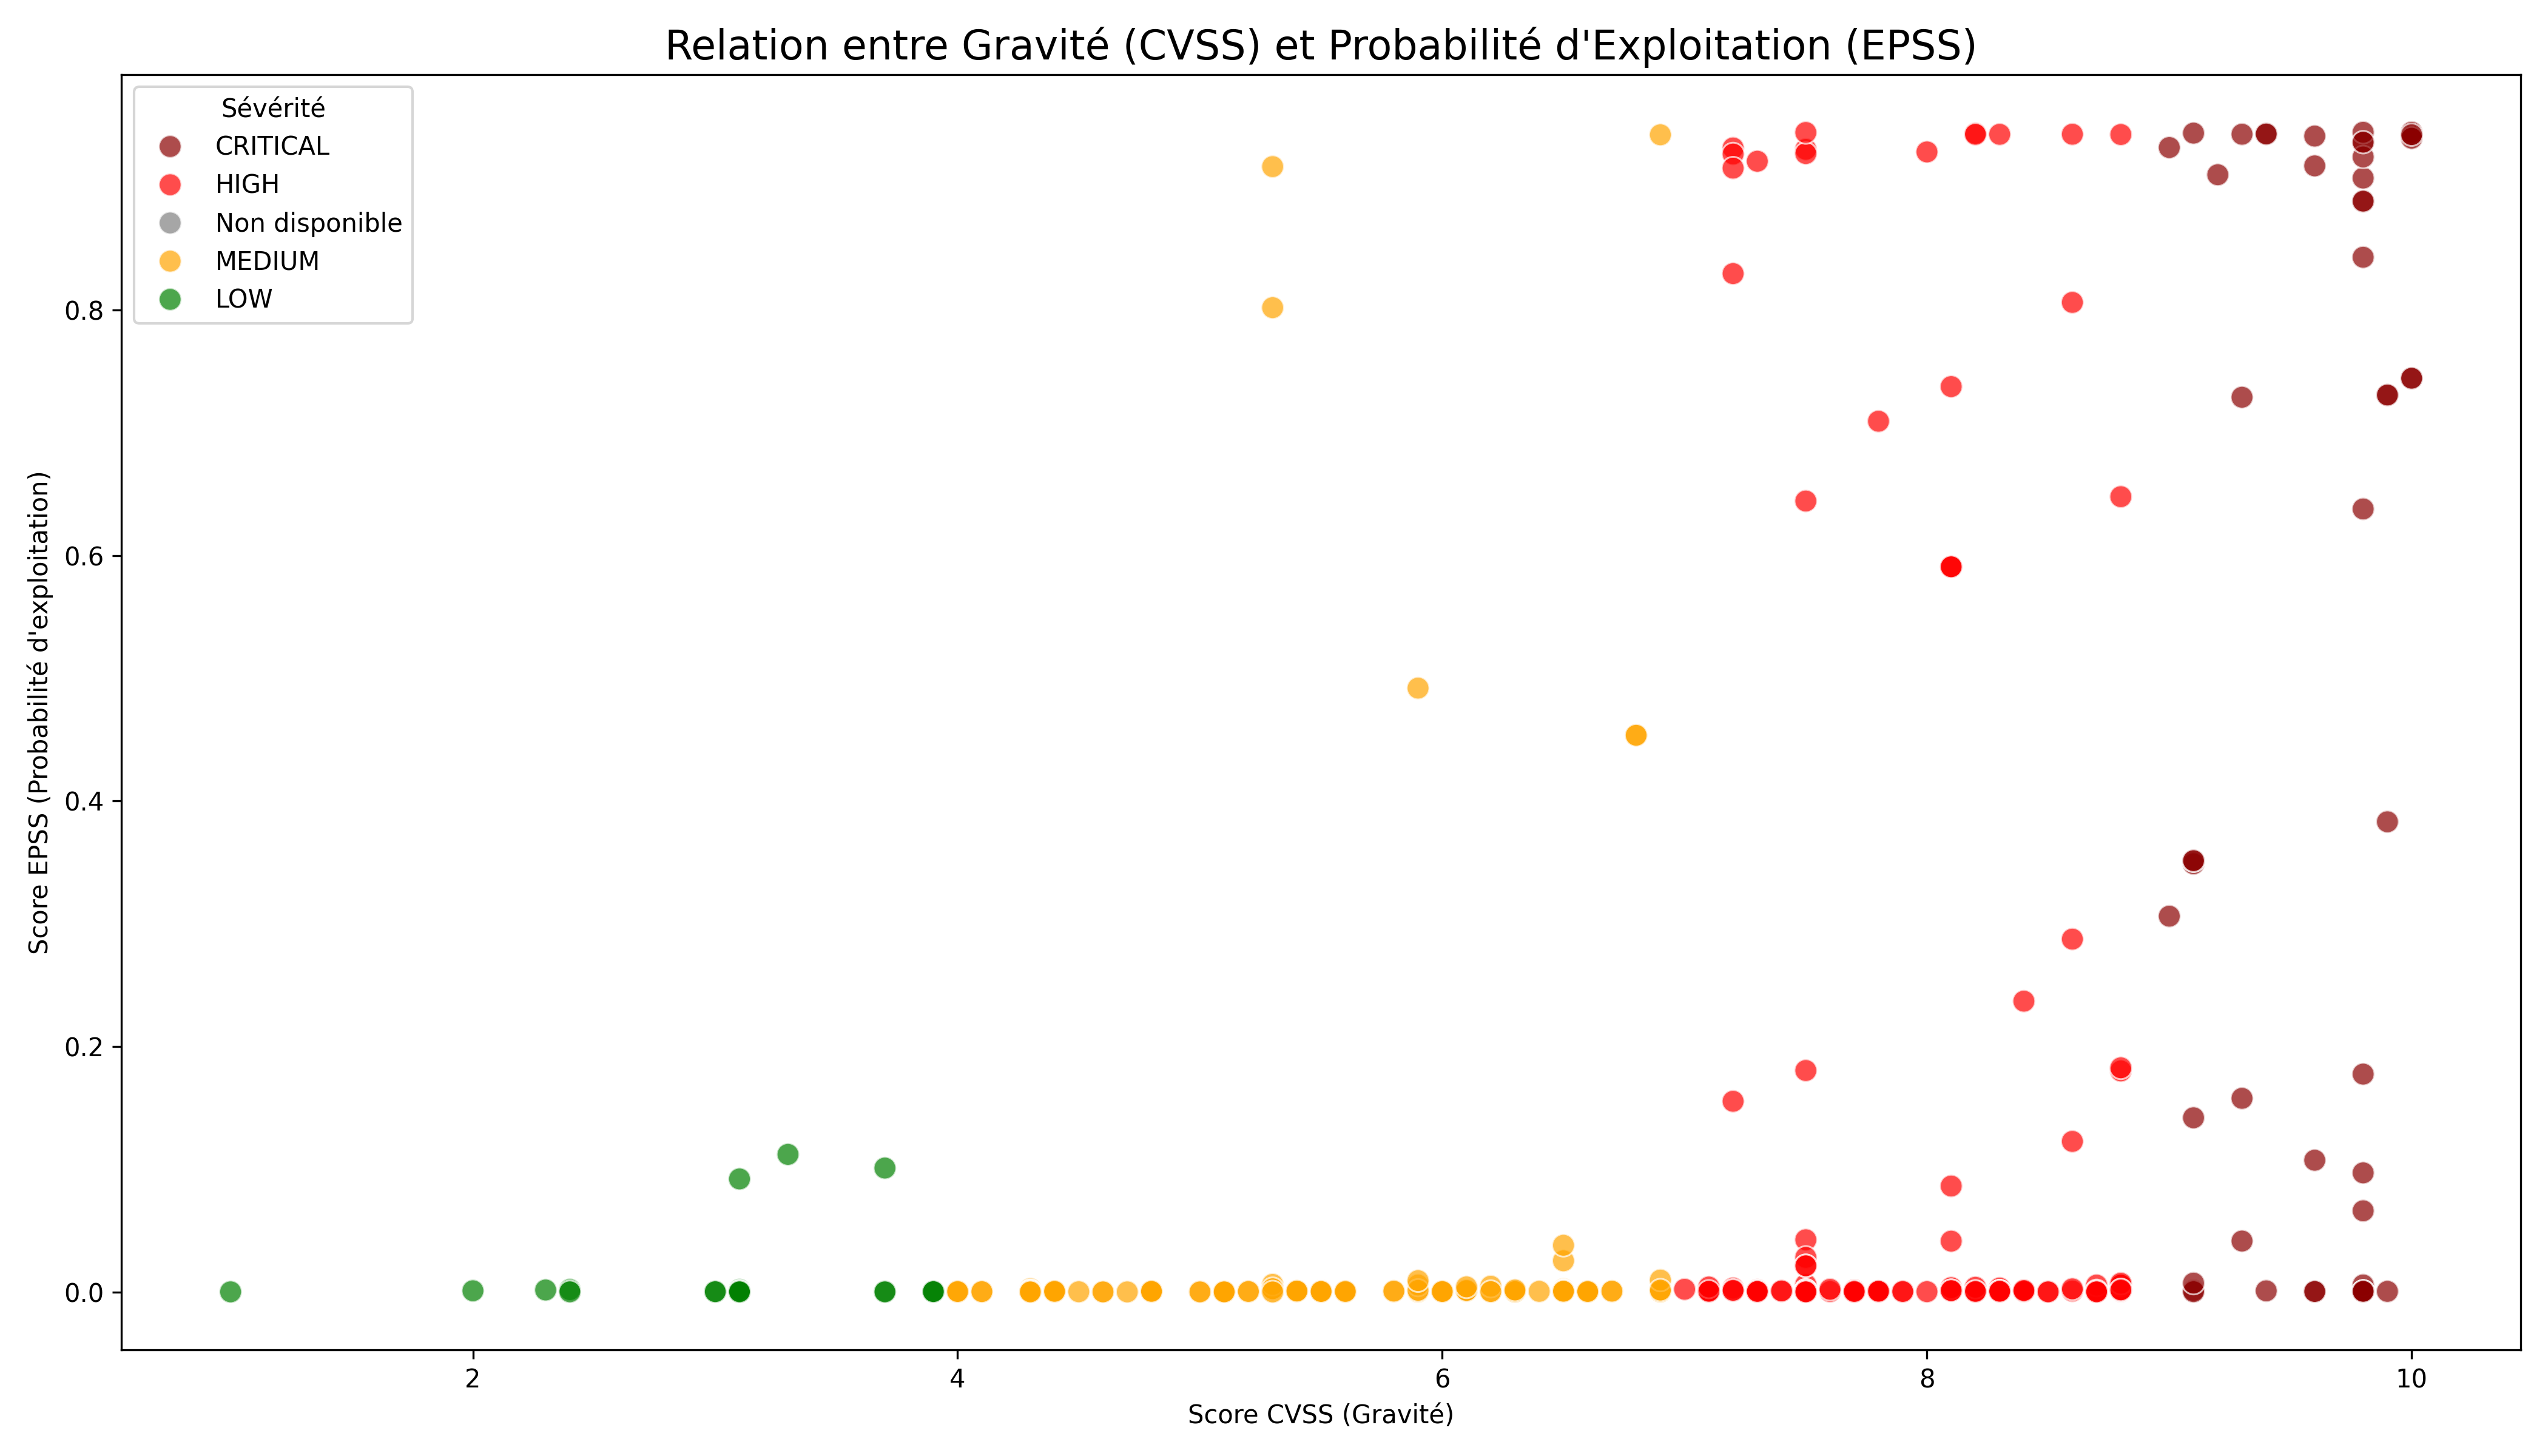 Relation entre Gravité (CVSS) et Probabilité d'Exploitation (EPSS)
Sévérité
CRITICAL
HIGH
Non disponible
MEDIUM
LOW
Score EPSS (Probabilité d'exploitation)
0.8
0.6
0.4
0.2
0.0
2 4 6 8 10
Score CVSS (Gravité)